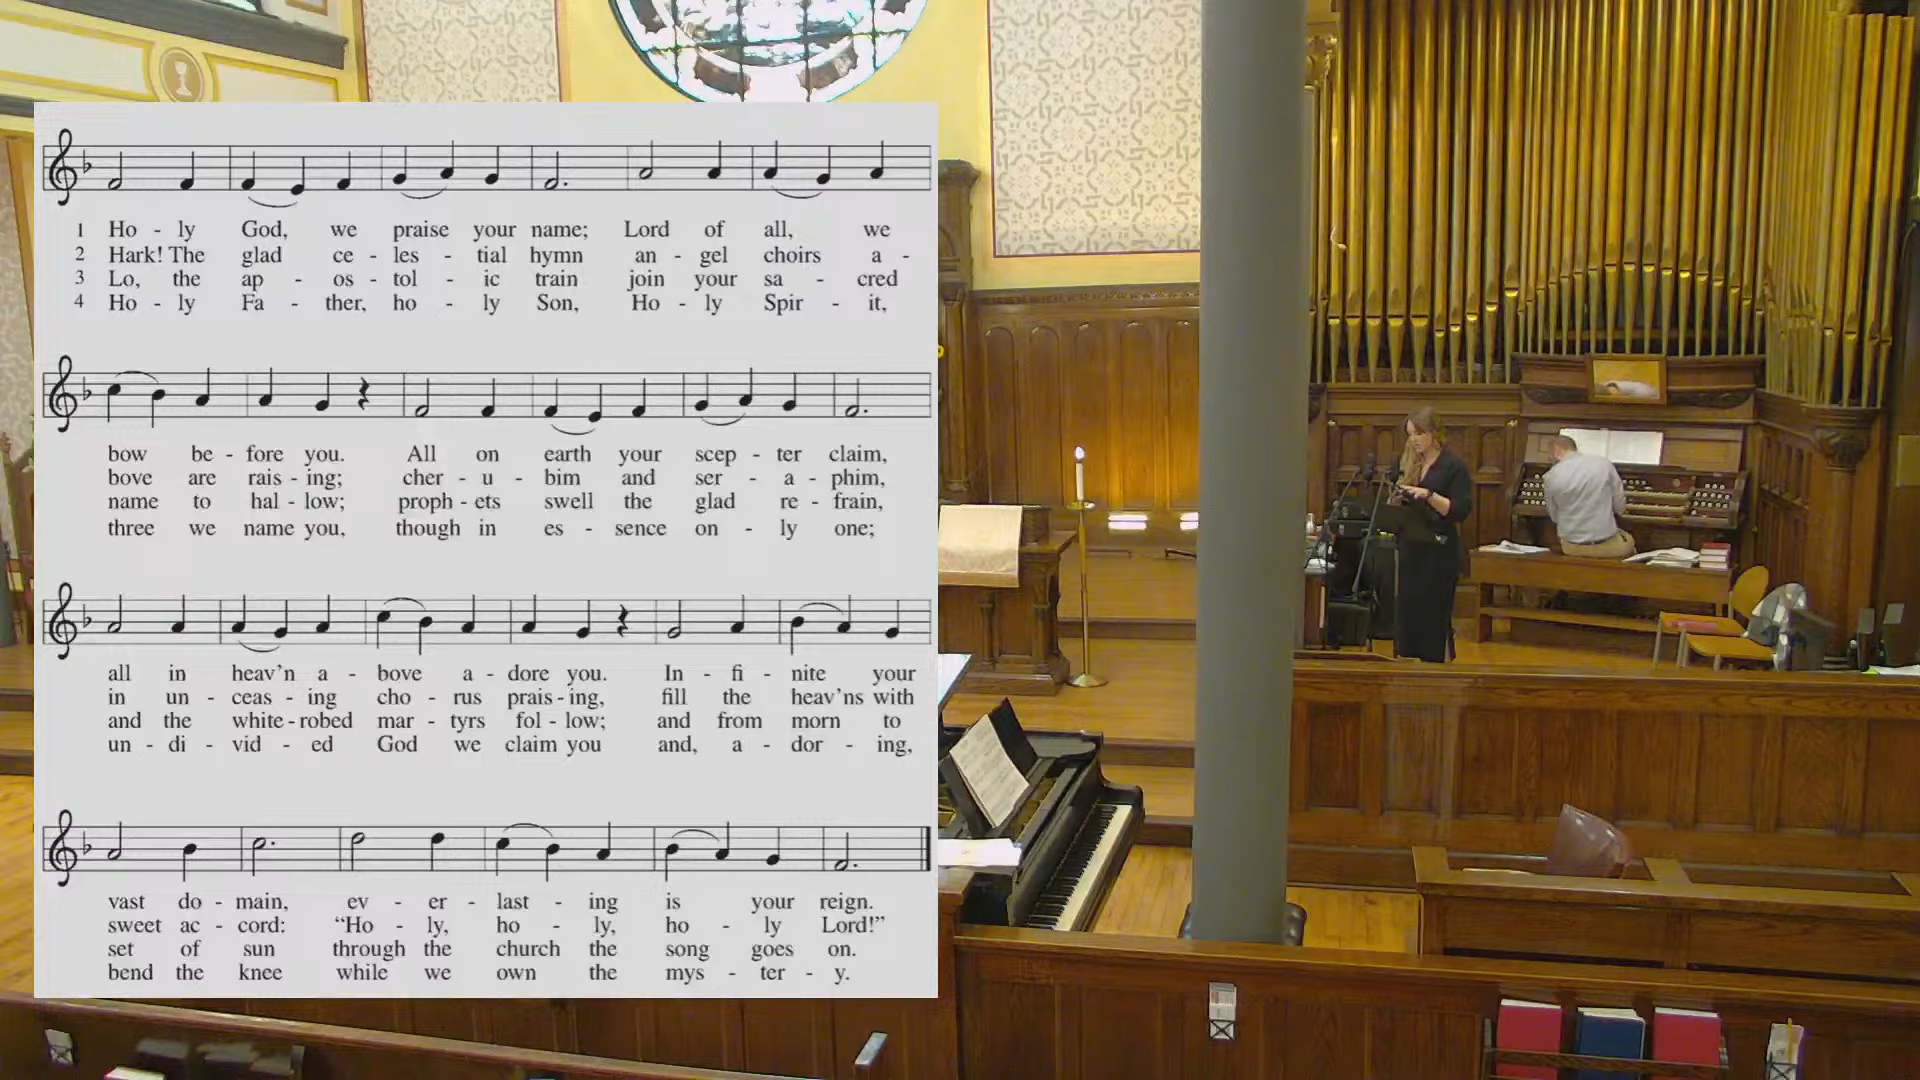 1 Ho - ly God, we praise your name; Lord of all, we
2 Hark! The glad ce - les - tial hymn an - gel choirs a -
3 Lo, the ap - os - tol - ic train join your sa - cred
4 Ho - ly Fa - ther, ho - ly Son, Ho - ly Spir - it,
bow be - fore you. All on earth your scep - ter claim,
bove are rais - ing; cher - u - bim and ser - a - phim,
name to hal - low; proph - ets swell the glad re - frain,
three we name you, though in es - sence on - ly one;
all in heav’n a - bove a - dore you. In - fi - nite your
in un - ceas - ing cho - rus prais - ing, fill the heav’ns with
and the white - robed mar - tyrs fol - low; and from morn to
un - di - vid - ed God we claim you and, a - dor - ing,
vast do - main, ev - er - last - ing is your reign.
sweet ac - cord: “Ho - ly, ho - ly, ho - ly Lord!”
set of sun through the church the song goes on.
bend the knee while we own the mys - ter - y.